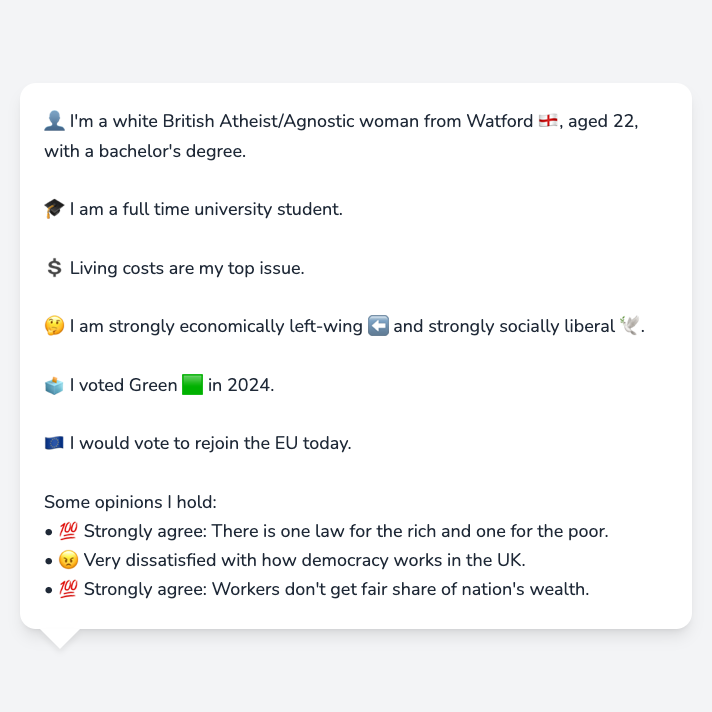 👤 I'm a white British Atheist/Agnostic woman from Watford 🏴󠁧󠁢󠁥󠁮󠁧󠁿, aged 22,
with a bachelor's degree.
🎓 I am a full time university student.
💲 Living costs are my top issue.
🤔 I am strongly economically left-wing ⬅️ and strongly socially liberal 🕊️.
🗳️ I voted Green 🟩 in 2024.
🇪🇺 I would vote to rejoin the EU today.
Some opinions I hold:
• 💯 Strongly agree: There is one law for the rich and one for the poor.
• 😠 Very dissatisfied with how democracy works in the UK.
• 💯 Strongly agree: Workers don't get fair share of nation's wealth.